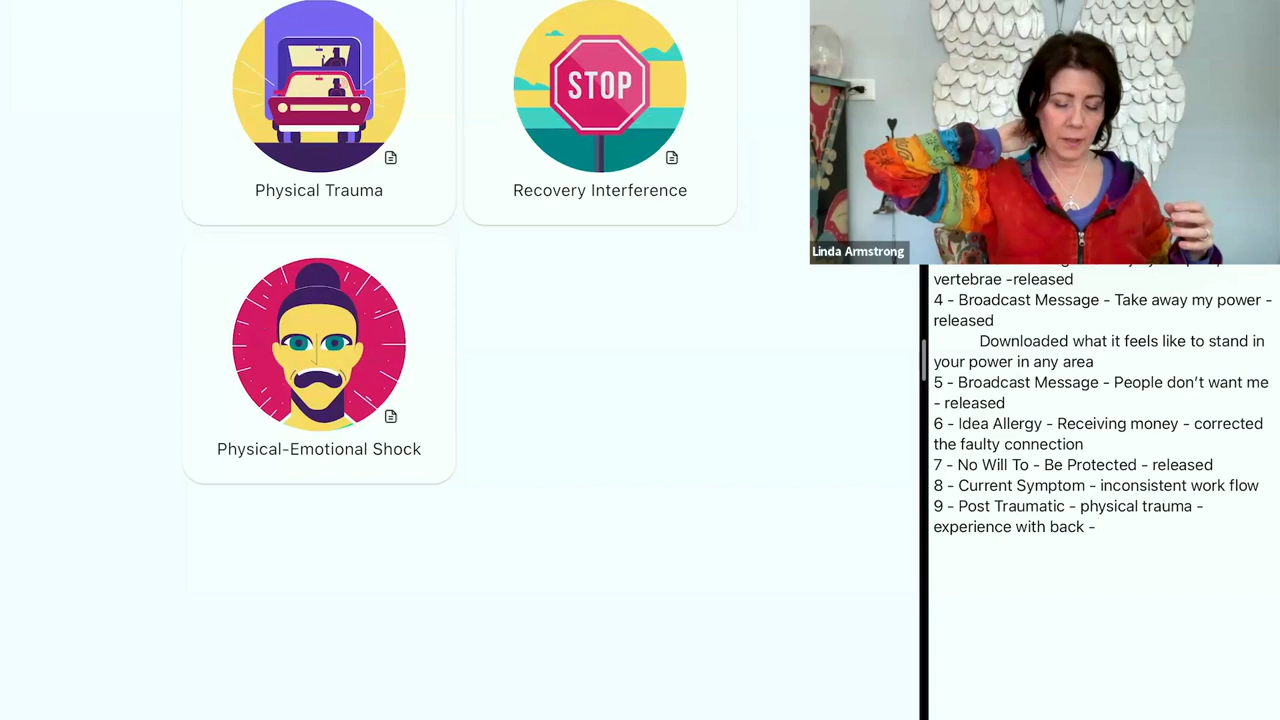 STOP
Physical Trauma
Recovery Interference
Physical-Emotional Shock
Linda Armstrong
vertebrae -released
4 - Broadcast Message - Take away my power -
released
Downloaded what it feels like to stand in
your power in any area
5 - Broadcast Message - People don’t want me
- released
6 - Idea Allergy - Receiving money - corrected
the faulty connection
7 - No Will To - Be Protected - released
8 - Current Symptom - inconsistent work flow
9 - Post Traumatic - physical trauma -
experience with back -